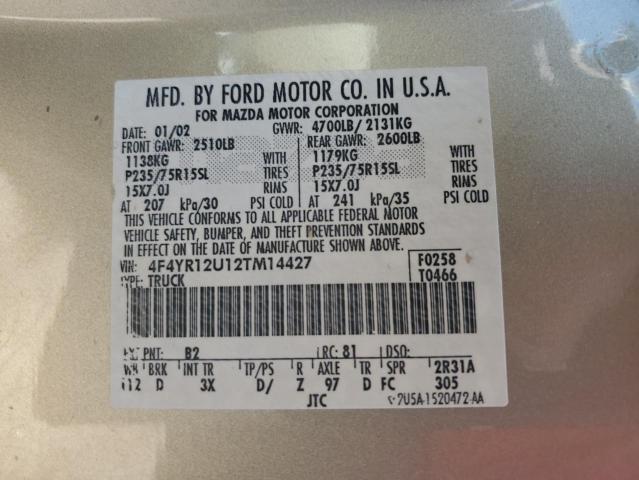 MFD. BY FORD MOTOR CO. IN U.S.A.
FOR MAZDA MOTOR CORPORATION
DATE: 01/02 GVWR: 4700LB/ 2131KG
FRONT GAWR: 2510LB REAR GAWR: 2600LB
1138KG WITH 1179KG WITH
P235/75R15SL TIRES P235/75R15SL TIRES
15X7.0J RIMS 15X7.0J RIMS
AT 207 kPa/30 PSI COLD AT 241 kPa/35 PSI COLD
THIS VEHICLE CONFORMS TO ALL APPLICABLE FEDERAL MOTOR
VEHICLE SAFETY, BUMPER, AND THEFT PREVENTION STANDARDS
IN EFFECT ON THE DATE OF MANUFACTURE SHOWN ABOVE.
VIN: 4F4YR12U12TM14427 F0258
TYPE: TRUCK T0466
EXT PNT: B2 RC: 81 DSO:
WB BRK INT TR TP/PS R AXLE TR SPR 2R31A
112 D 3X D/ Z 97 D FC 305
JTC 2U5A-1520472-AA